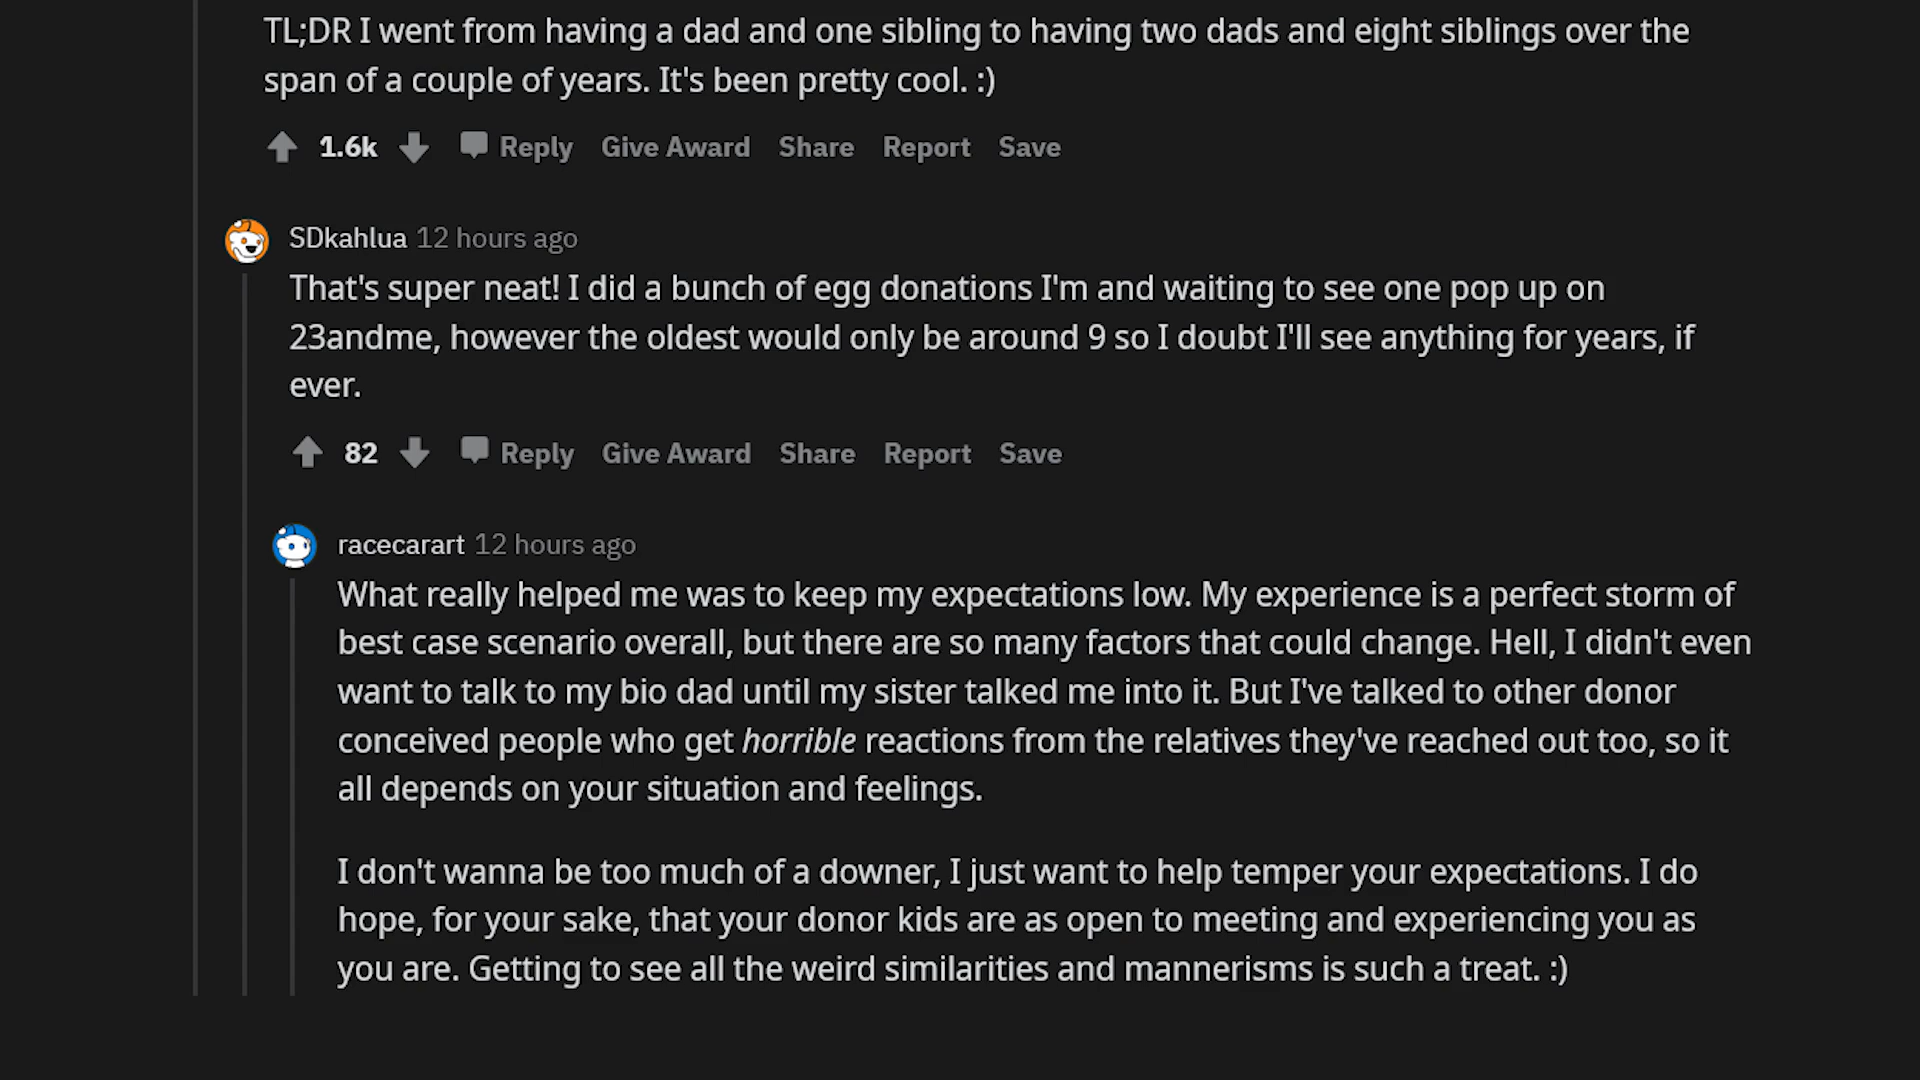 TL;DR I went from having a dad and one sibling to having two dads and eight siblings over the
span of a couple of years. It's been pretty cool. :)
1.6k Reply Give Award Share Report Save
SDkahlua 12 hours ago
That's super neat! I did a bunch of egg donations I'm and waiting to see one pop up on
23andme, however the oldest would only be around 9 so I doubt I'll see anything for years, if
ever.
82 Reply Give Award Share Report Save
racecarart 12 hours ago
What really helped me was to keep my expectations low. My experience is a perfect storm of
best case scenario overall, but there are so many factors that could change. Hell, I didn't even
want to talk to my bio dad until my sister talked me into it. But I've talked to other donor
conceived people who get horrible reactions from the relatives they've reached out too, so it
all depends on your situation and feelings.
I don't wanna be too much of a downer, I just want to help temper your expectations. I do
hope, for your sake, that your donor kids are as open to meeting and experiencing you as
you are. Getting to see all the weird similarities and mannerisms is such a treat. :)